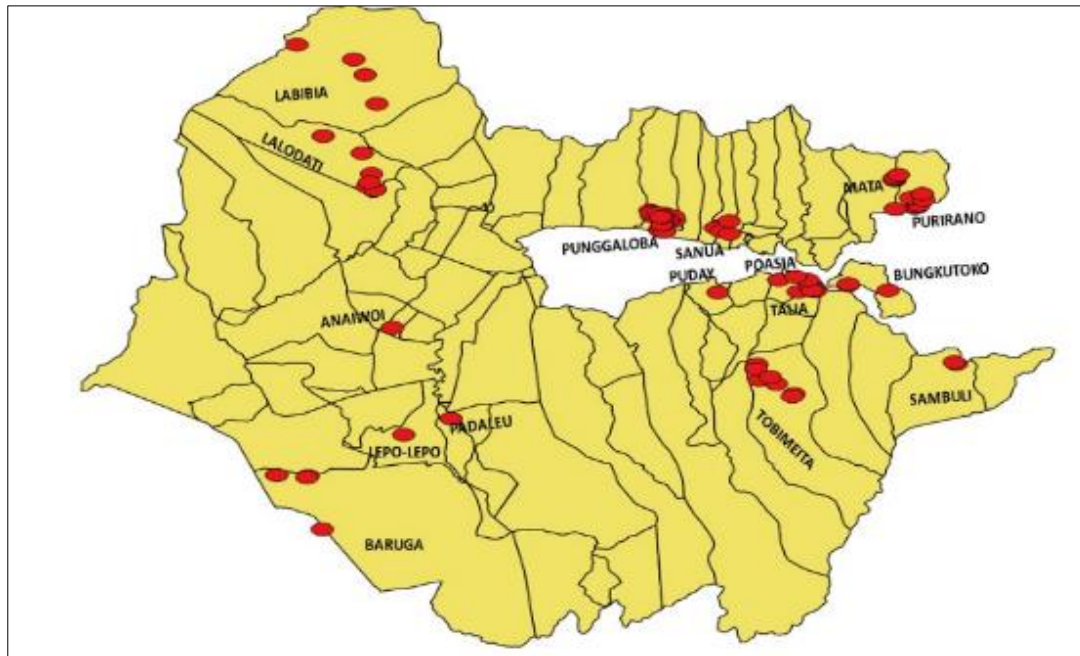 LABIBIA
LALODATI
MATA
PURIRANO
PUNGGALOBA
SANUA
POASIA
PUDAY
BUNGKUTOKO
TALIA
ANAIWOI
SAMBULI
PADALEU
TOBIMEITA
LEPO-LEPO
BARUGA